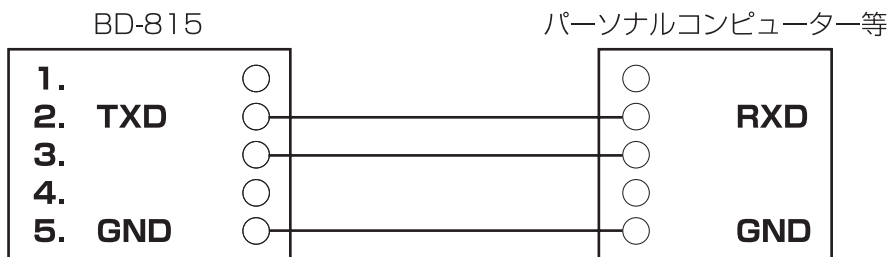 BD-815 パーソナルコンピューター等
1.
2. TXD RXD
3.
4.
5. GND GND